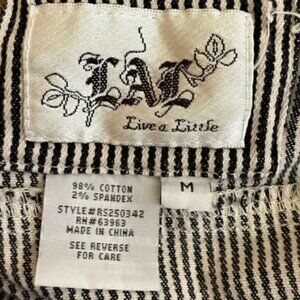 LAL
Live a Little
98% COTTON
2% SPANDEX
STYLE#RS250342
RN#63963
MADE IN CHINA
SEE REVERSE
FOR CARE
M